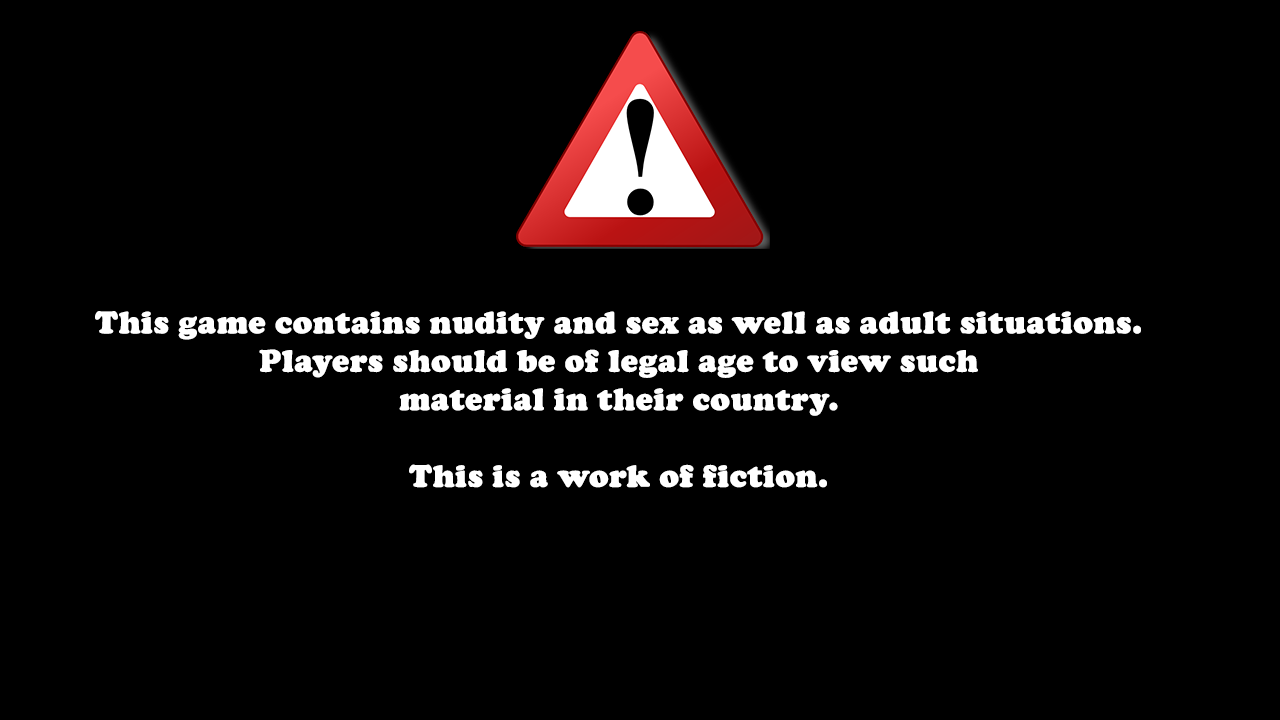 This game contains nudity and sex as well as adult situations.
Players should be of legal age to view such
material in their country.
This is a work of fiction.